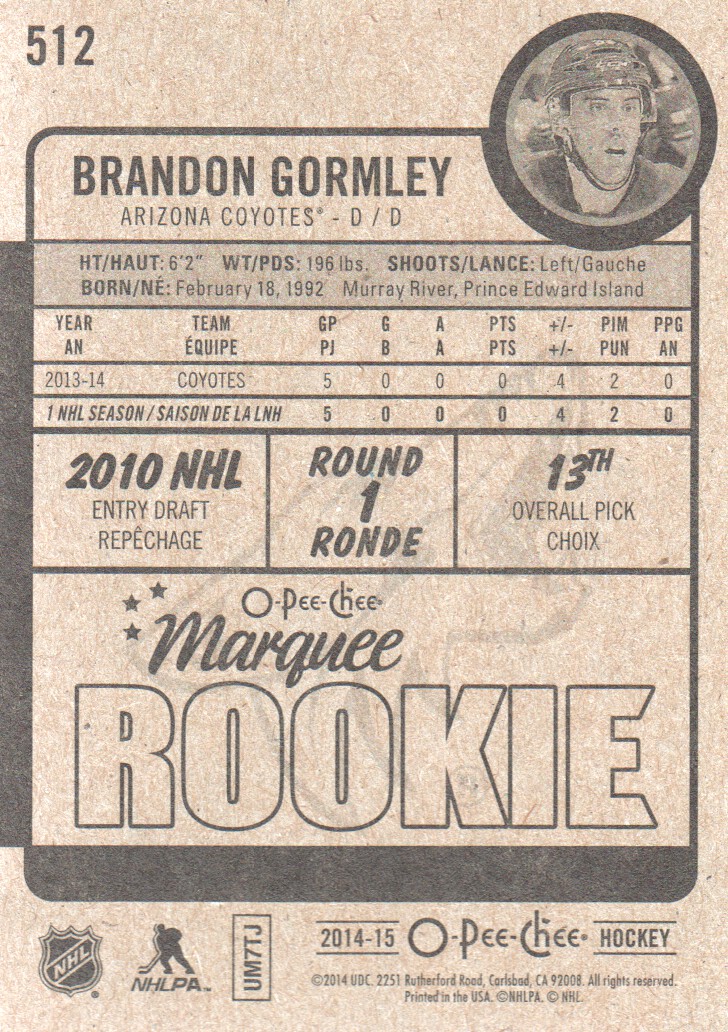 512
BRANDON GORMLEY
ARIZONA COYOTES® - D / D
HT/HAUT: 6'2" WT/PDS: 196 lbs. SHOOTS/LANCE: Left/Gauche
BORN/NÉ: February 18, 1992 Murray River, Prince Edward Island
YEAR TEAM GP G A PTS +/- PIM PPG
AN ÉQUIPE PJ B A PTS +/- PUN AN
2013-14 COYOTES 5 0 0 0 4 2 0
1 NHL SEASON / SAISON DE LA LNH 5 0 0 0 4 2 0
2010 NHL
ENTRY DRAFT
REPÊCHAGE
ROUND
1
RONDE
13TH
OVERALL PICK
CHOIX
O-Pee-Chee
Marquee
ROOKIE
NHL
NHLPA™
UM7TJ
2014-15 O-Pee-Chee® HOCKEY
©2014 UDC. 2251 Rutherford Road, Carlsbad, CA 92008. All rights reserved.
Printed in the USA. ©NHLPA. © NHL.